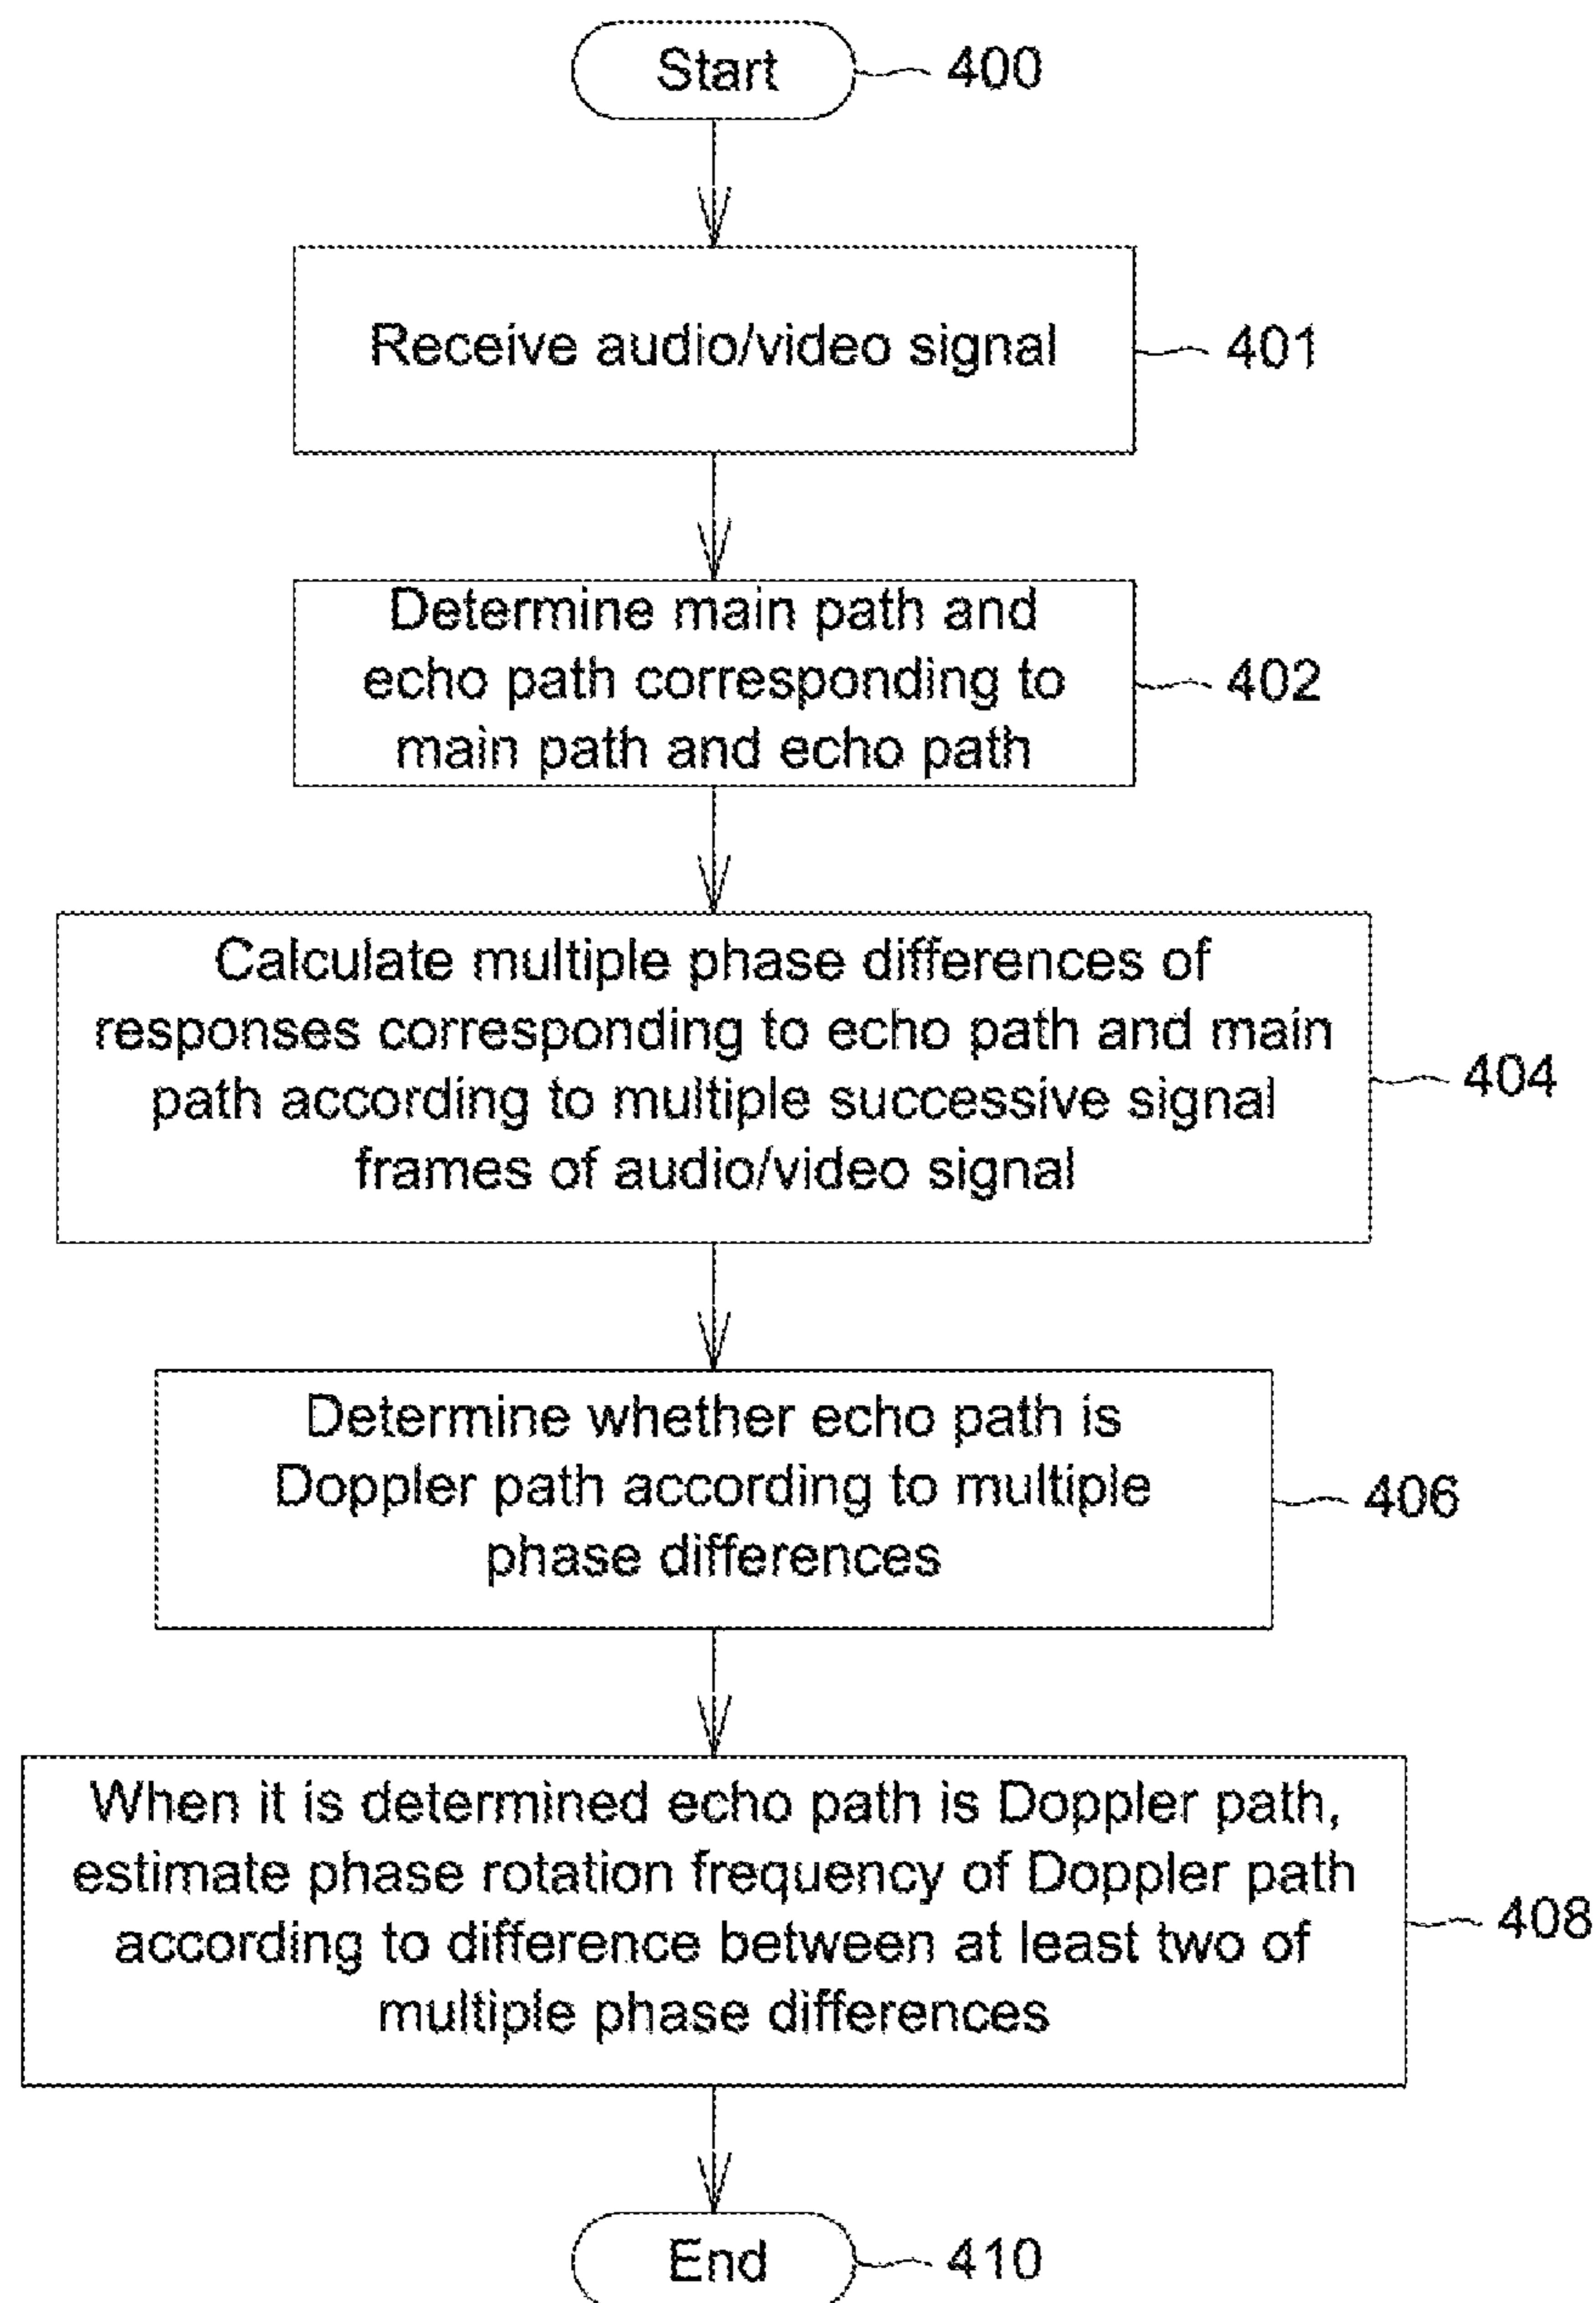 Start
400
Receive audio/video signal
401
Determine main path and
echo path corresponding to
main path and echo path
402
Calculate multiple phase differences of
responses corresponding to echo path and main
path according to multiple successive signal
frames of audio/video signal
404
Determine whether echo path is
Doppler path according to multiple
phase differences
406
When it is determined echo path is Doppler path,
estimate phase rotation frequency of Doppler path
according to difference between at least two of
multiple phase differences
408
End
410